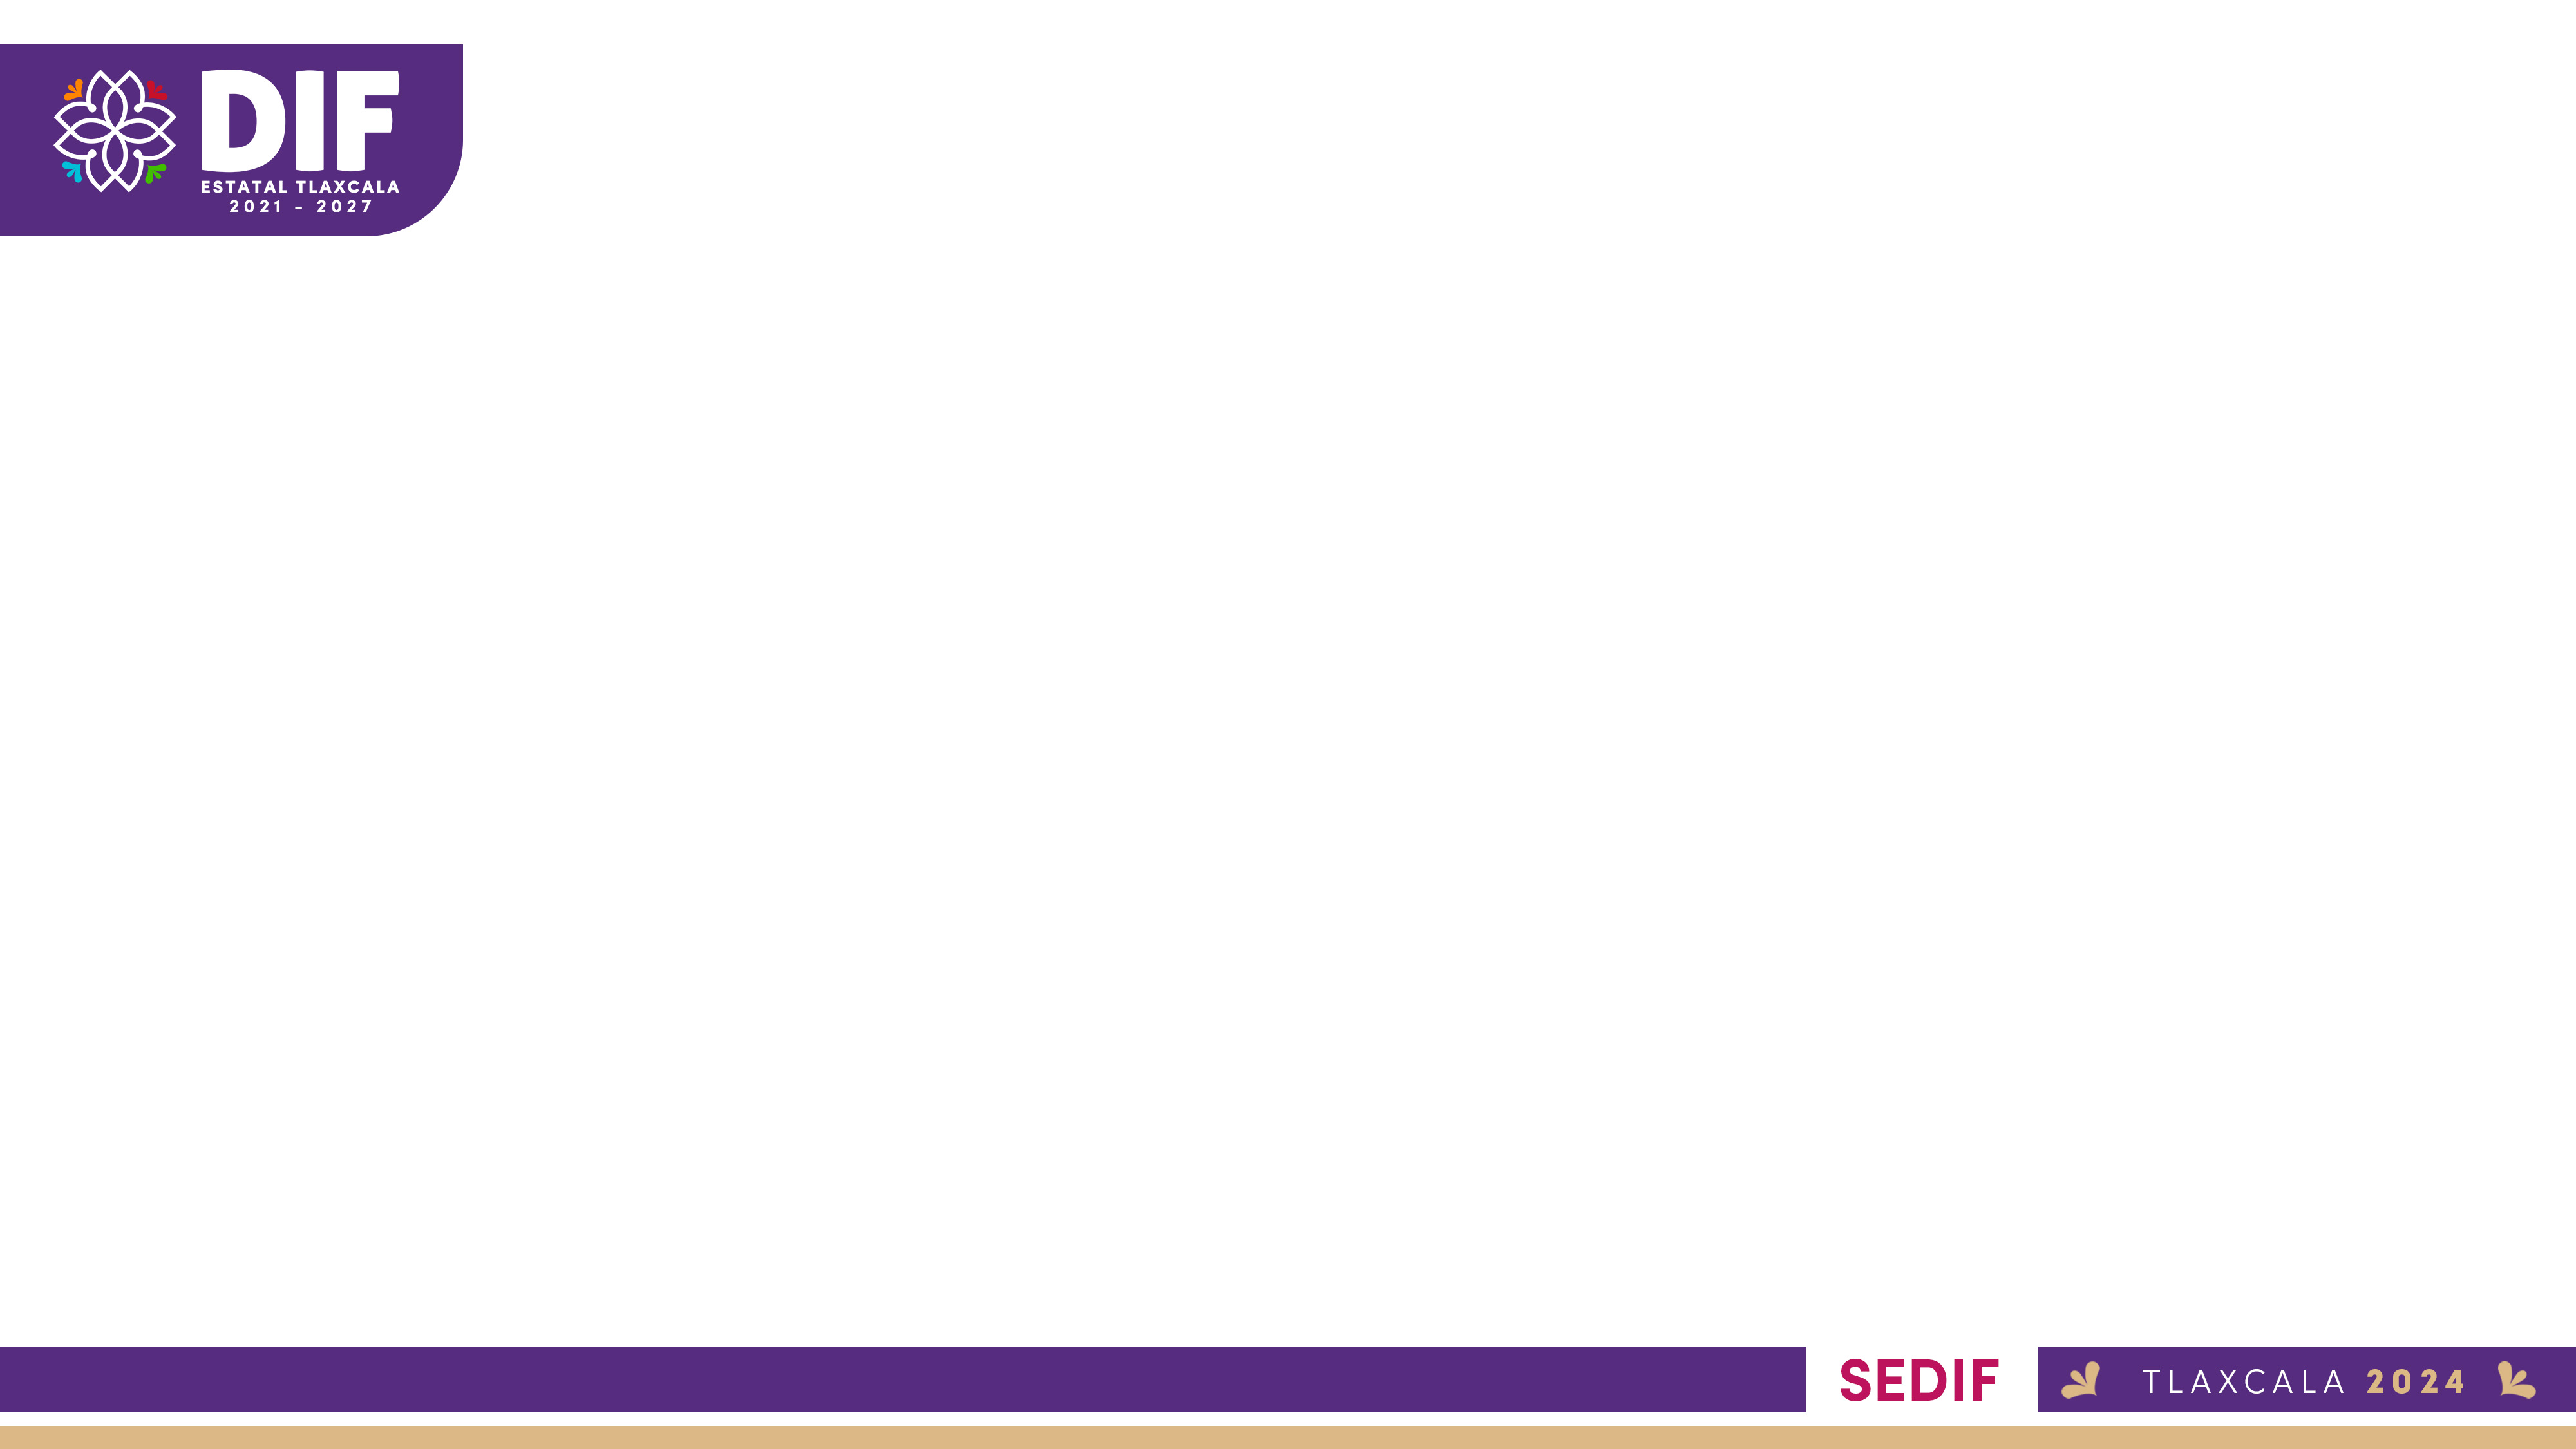 DIF
ESTATAL TLAXCALA
2021 - 2027
SEDIF
TLAXCALA 2024